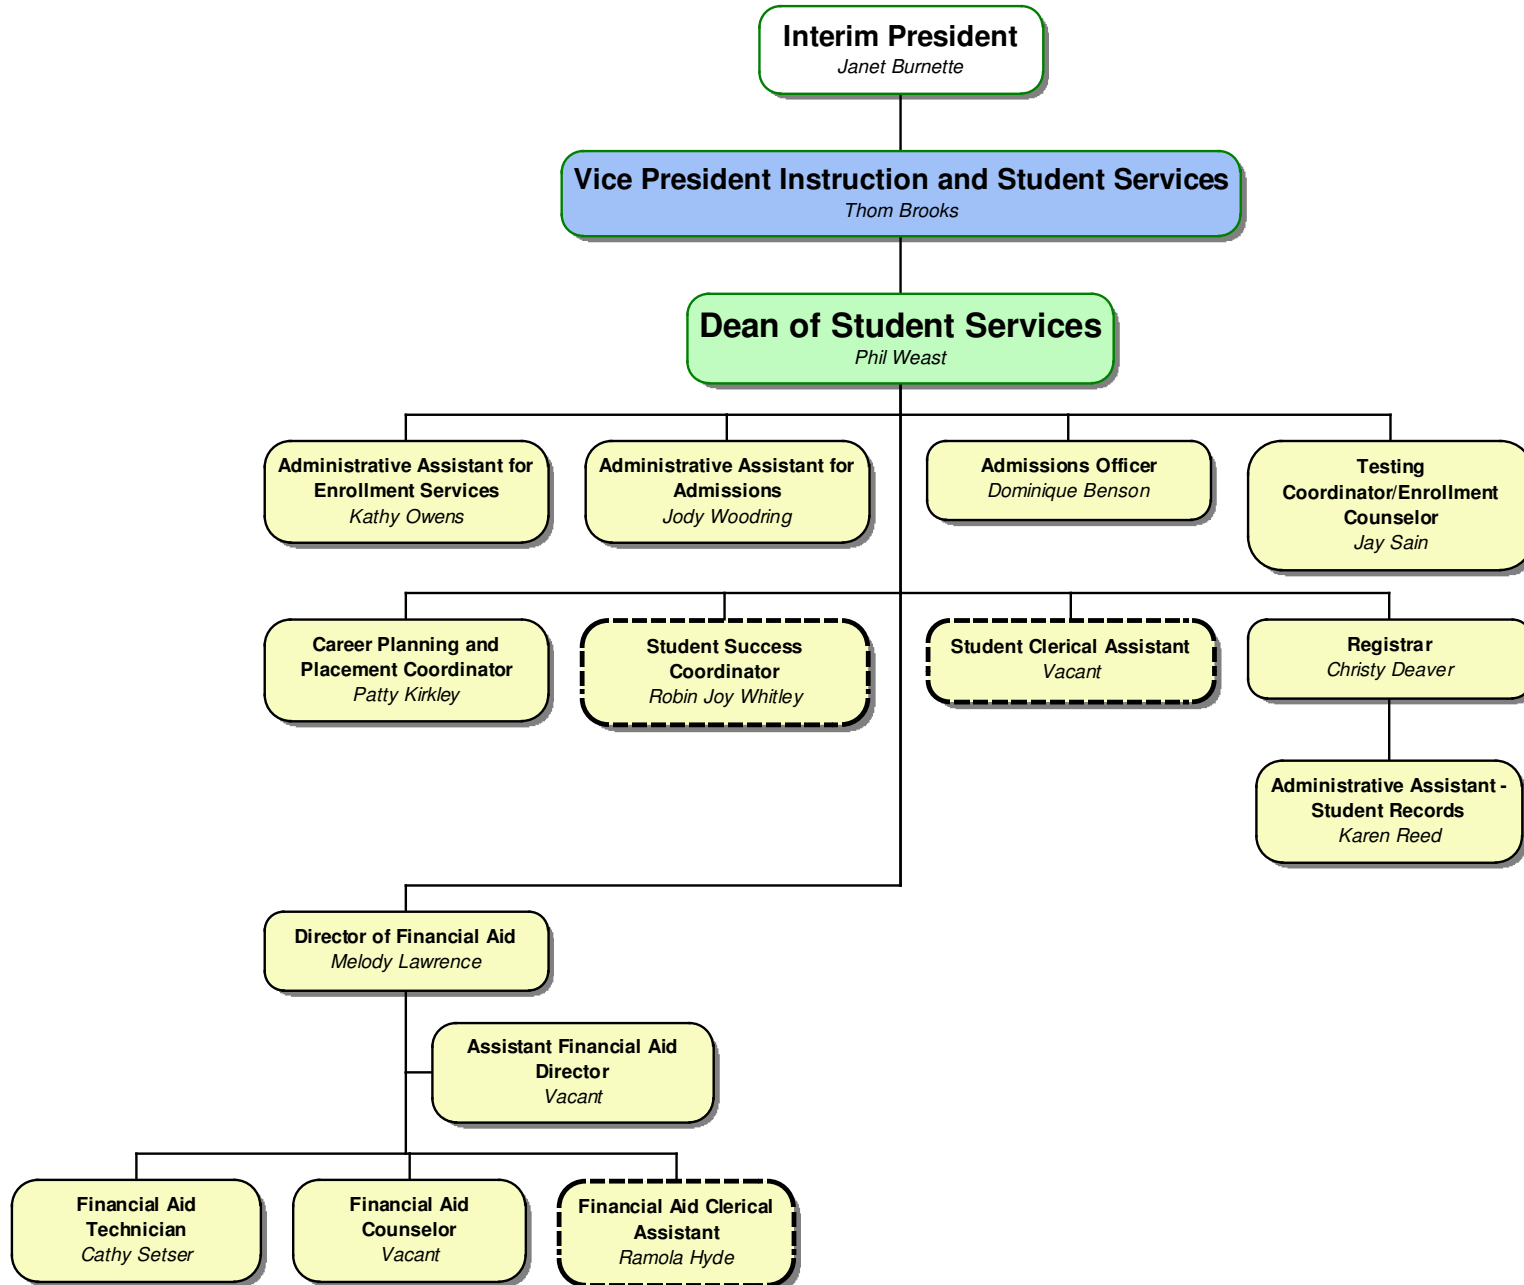 Interim President
Janet Burnette
Vice President Instruction and Student Services
Thom Brooks
Dean of Student Services
Phil Weast
Administrative Assistant for
Enrollment Services
Kathy Owens
Administrative Assistant for
Admissions
Jody Woodring
Admissions Officer
Dominique Benson
Testing
Coordinator/Enrollment
Counselor
Jay Sain
Career Planning and
Placement Coordinator
Patty Kirkley
Student Success
Coordinator
Robin Joy Whitley
Student Clerical Assistant
Vacant
Registrar
Christy Deaver
Administrative Assistant -
Student Records
Karen Reed
Director of Financial Aid
Melody Lawrence
Assistant Financial Aid
Director
Vacant
Financial Aid
Technician
Cathy Setser
Financial Aid
Counselor
Vacant
Financial Aid Clerical
Assistant
Ramola Hyde